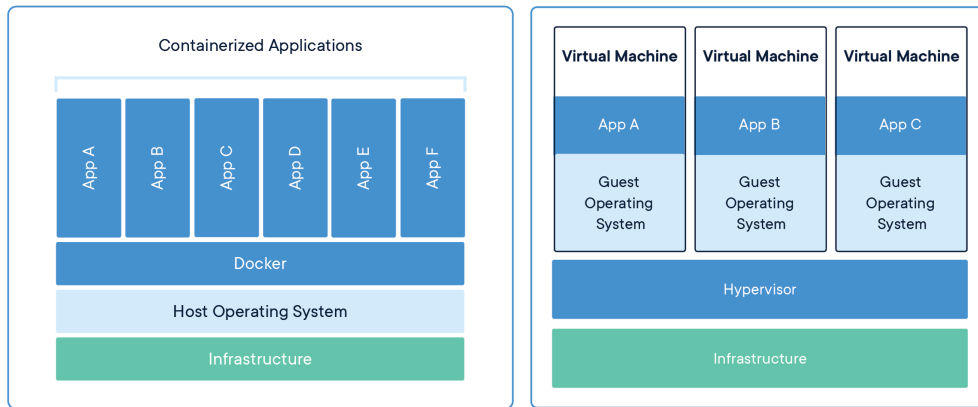 Containerized Applications
App A
App B
App C
App D
App E
App F
Docker
Host Operating System
Infrastructure
Virtual Machine
App A
Guest
Operating
System
Virtual Machine
App B
Guest
Operating
System
Virtual Machine
App C
Guest
Operating
System
Hypervisor
Infrastructure